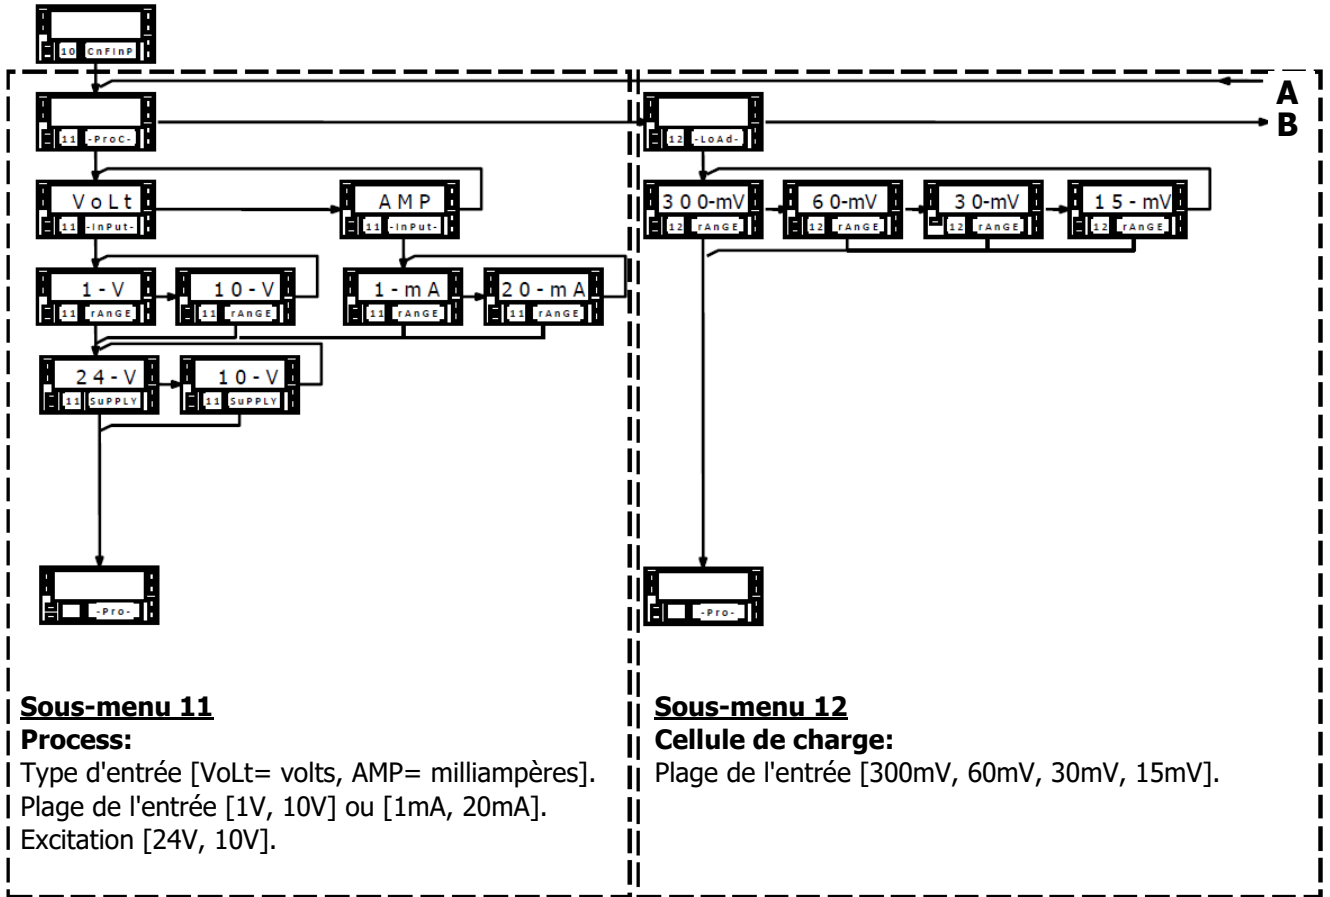 10 CnFInP
A
B
11 -ProC-
12 -LoAd-
VoLt
11 -InPut-
AMP
11 -InPut-
300-mV
12 rAnGE
60-mV
12 rAnGE
30-mV
12 rAnGE
15-mV
12 rAnGE
1-V
11 rAnGE
10-V
11 rAnGE
1-mA
11 rAnGE
20-mA
11 rAnGE
24-V
11 SuPPLY
10-V
11 SuPPLY
-Pro-
-Pro-
Sous-menu 11
Process:
Type d'entrée [VoLt= volts, AMP= milliampères].
Plage de l'entrée [1V, 10V] ou [1mA, 20mA].
Excitation [24V, 10V].
Sous-menu 12
Cellule de charge:
Plage de l'entrée [300mV, 60mV, 30mV, 15mV].